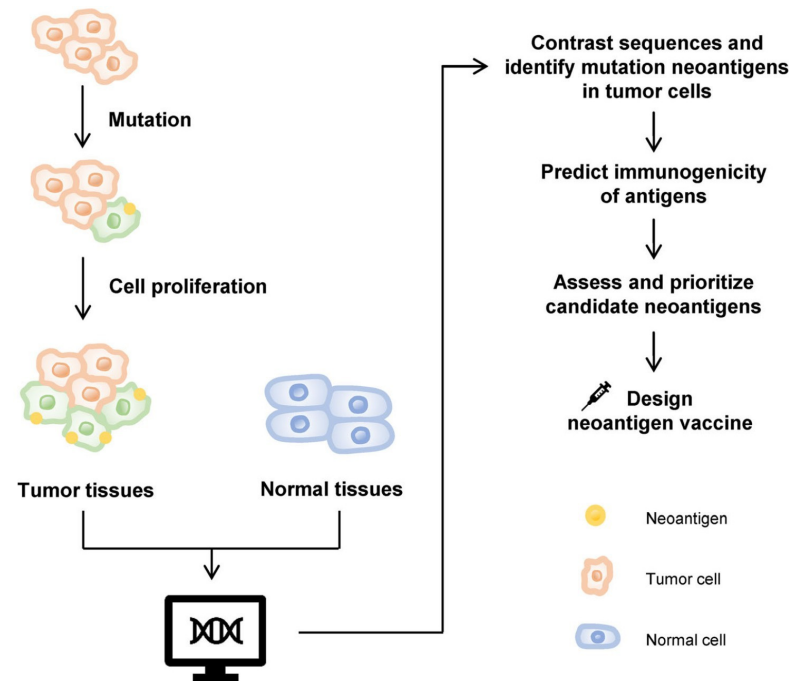 Mutation
Cell proliferation
Tumor tissues
Normal tissues
Contrast sequences and
identify mutation neoantigens
in tumor cells
Predict immunogenicity
of antigens
Assess and prioritize
candidate neoantigens
Design
neoantigen vaccine
Neoantigen
Tumor cell
Normal cell